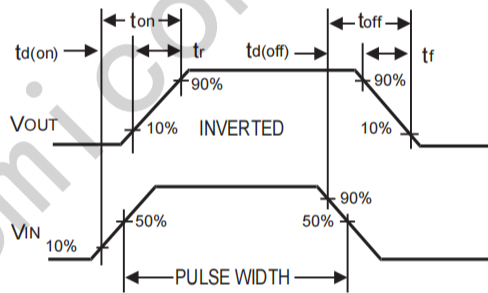 ton
toff
td(on)
tr
td(off)
tf
90%
90%
VOUT
10%
INVERTED
10%
90%
VIN
10%
50%
50%
PULSE WIDTH